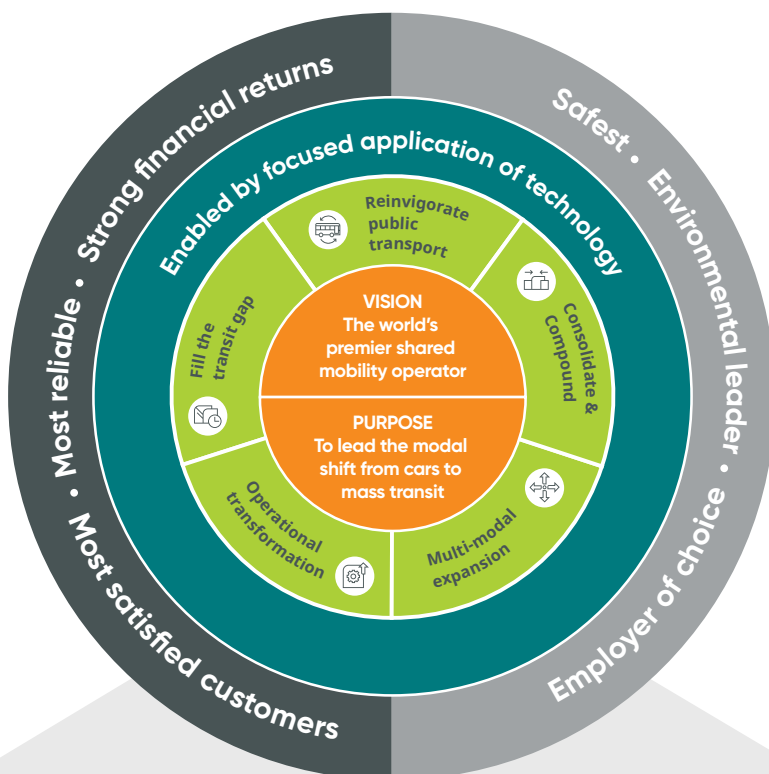 Most satisfied customers • Most reliable • Strong financial returns
Safest • Environmental leader • Employer of choice
Enabled by focused application of technology
Reinvigorate
public
transport
Consolidate &
Compound
Multi-modal
expansion
Operational
transformation
Fill the
transit gap
VISION
The world's
premier shared
mobility operator
PURPOSE
To lead the modal
shift from cars to
mass transit